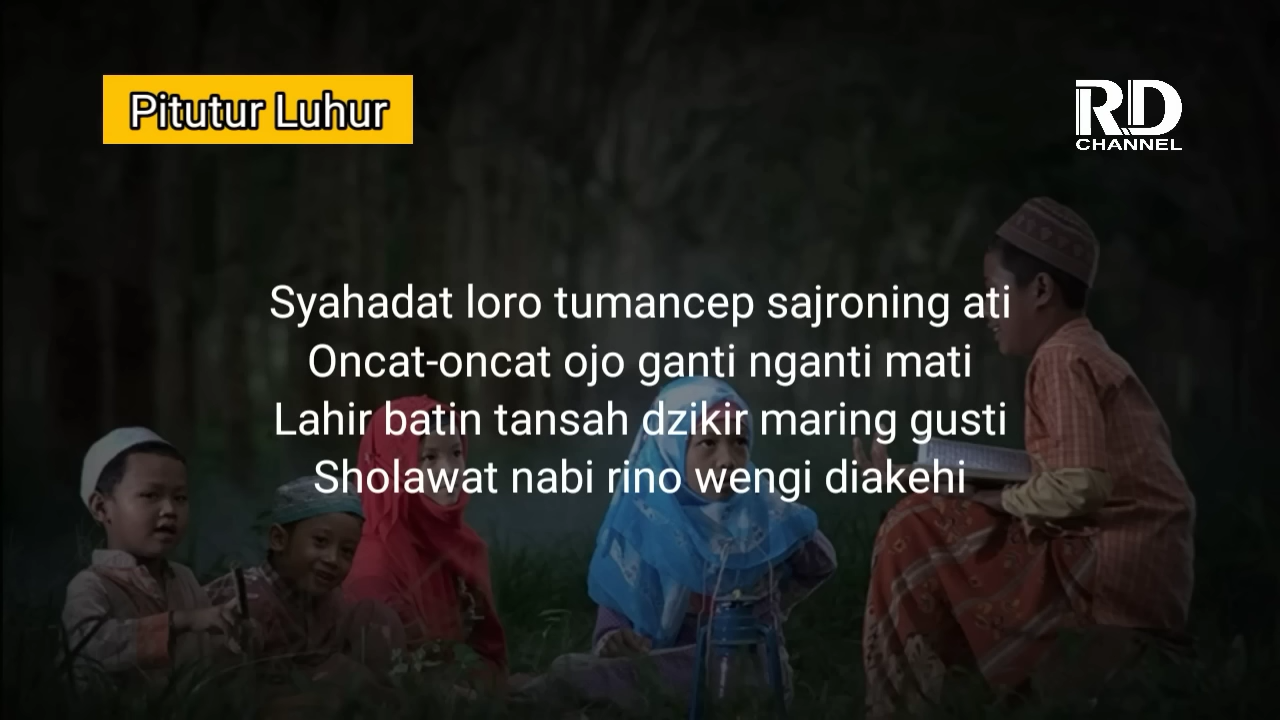 Pitutur Luhur
RD
CHANNEL
Syahadat loro tumancep sajroning ati
Oncat-oncat ojo ganti nganti mati
Lahir batin tansah dzikir maring gusti
Sholawat nabi rino wengi diakehi